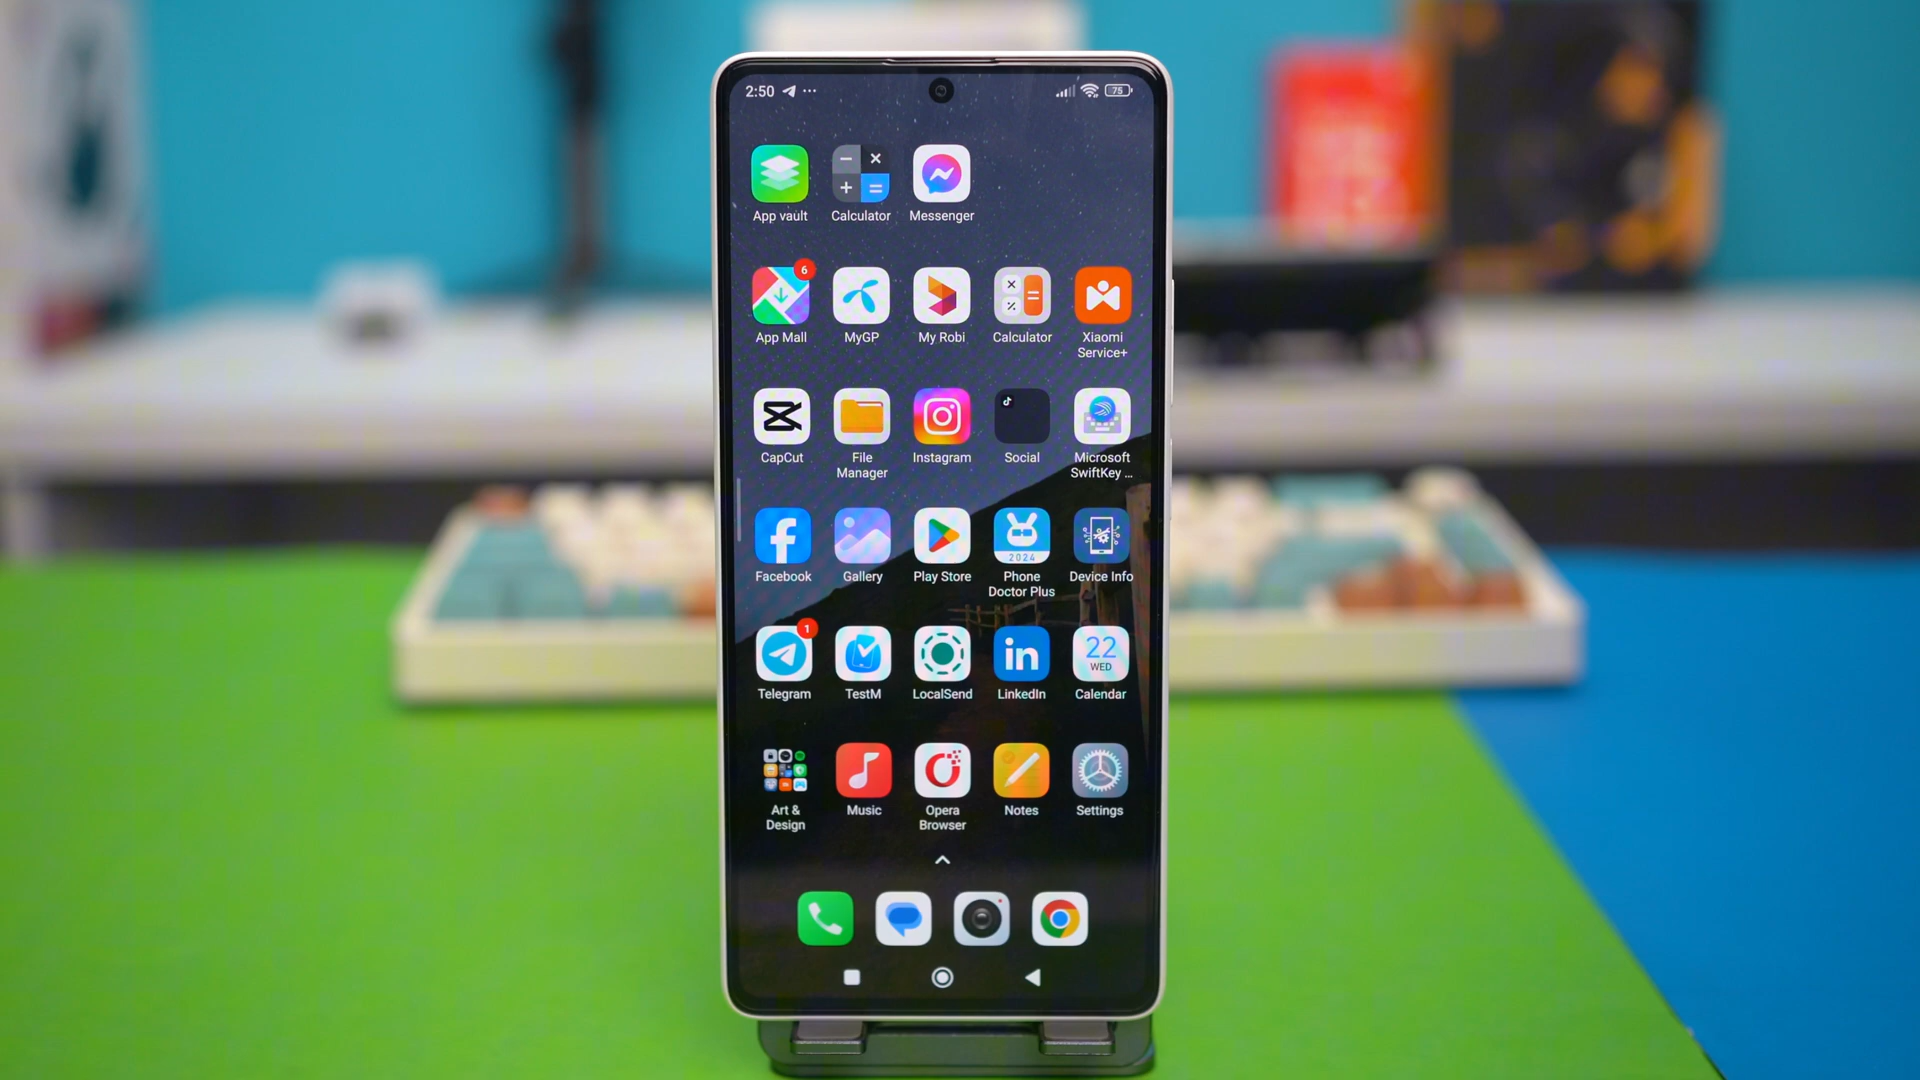 2:50
75
App vault Calculator Messenger
6
App Mall MyGP My Robi Calculator Xiaomi
Service+
CapCut File Instagram Social Microsoft
Manager SwiftKey ...
2024
Facebook Gallery Play Store Phone Device Info
Doctor Plus
1
in
22
WED
Telegram TestM LocalSend LinkedIn Calendar
Art & Music Opera Notes Settings
Design Browser